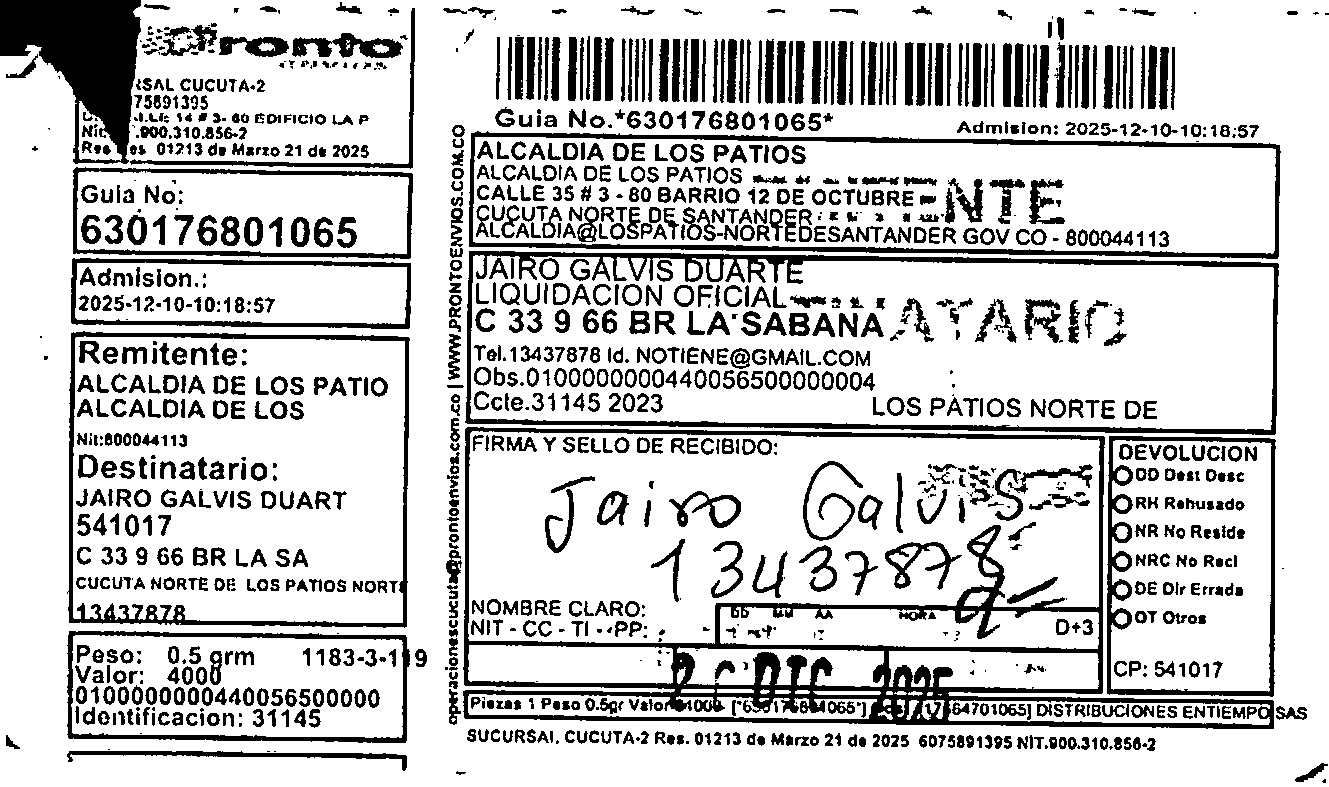 Pronto
SUCURSAL CUCUTA-2
75891395
14 # 3- 60 EDIFICIO LA P
.900.310.856-2
01213 de Marzo 21 de 2025
Guia No:
630176801065
Admision.:
2025-12-10-10:18:57
Remitente:
ALCALDIA DE LOS PATIO
ALCALDIA DE LOS
Nit:800044113
Destinatario:
JAIRO GALVIS DUART
541017
C 33 9 66 BR LA SA
CUCUTA NORTE DE LOS PATIOS NORTE
13437878
Peso: 0.5 grm 1183-3-119
Valor: 4000
010000000044005650000​0
Identificacion: 31145
operacionescucuta@prontoenvios.com.co | WWW.PRONTOENVIOS.COM.CO
Guia No.*630176801065*
Admision: 2025-12-10-10:18:57
ALCALDIA DE LOS PATIOS
ALCALDIA DE LOS PATIOS
CALLE 35 # 3 - 80 BARRIO 12 DE OCTUBRE
CUCUTA NORTE DE SANTANDER
ALCALDIA@LOSPATIOS-NORTEDESANTANDER GOV CO - 800044113
JAIRO GALVIS DUARTE
LIQUIDACION OFICIAL
C 33 9 66 BR LA SABANA
Tel.13437878 Id. NOTIENE@GMAIL.COM
Obs.0100000000440056500000004
Ccte.31145 2023 LOS PATIOS NORTE DE
FIRMA Y SELLO DE RECIBIDO:
Jairo Galvis
13437878
NOMBRE CLARO:
NIT - CC - TI - PP:
DD MM AA HORA
D+3
DIC 2025
DEVOLUCION
DD Dest Desc
RH Rehusado
NR No Reside
NRC No Recl
DE Dir Errada
OT Otros
CP: 541017
Piezas 1 Peso 0.5gr Valor DISTRIBUCIONES ENTIEMPO SAS
SUCURSAL CUCUTA-2 Res. 01213 de Marzo 21 de 2025 6075891395 NIT.900.310.856-2